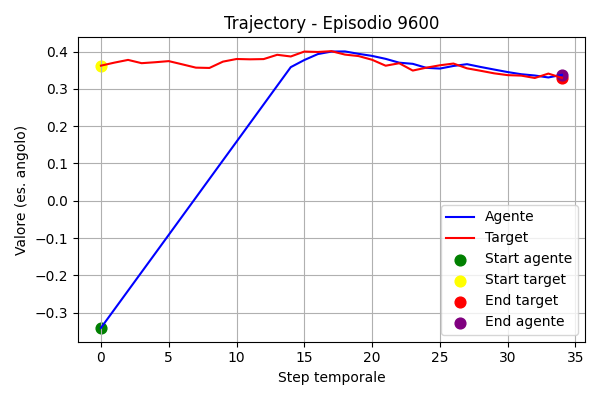 Trajectory - Episodio 9600
Valore (es. angolo)
0.4
0.3
0.2
0.1
0.0
−0.1
−0.2
−0.3
0 5 10 15 20 25 30 35
Step temporale
Agente
Target
Start agente
Start target
End target
End agente